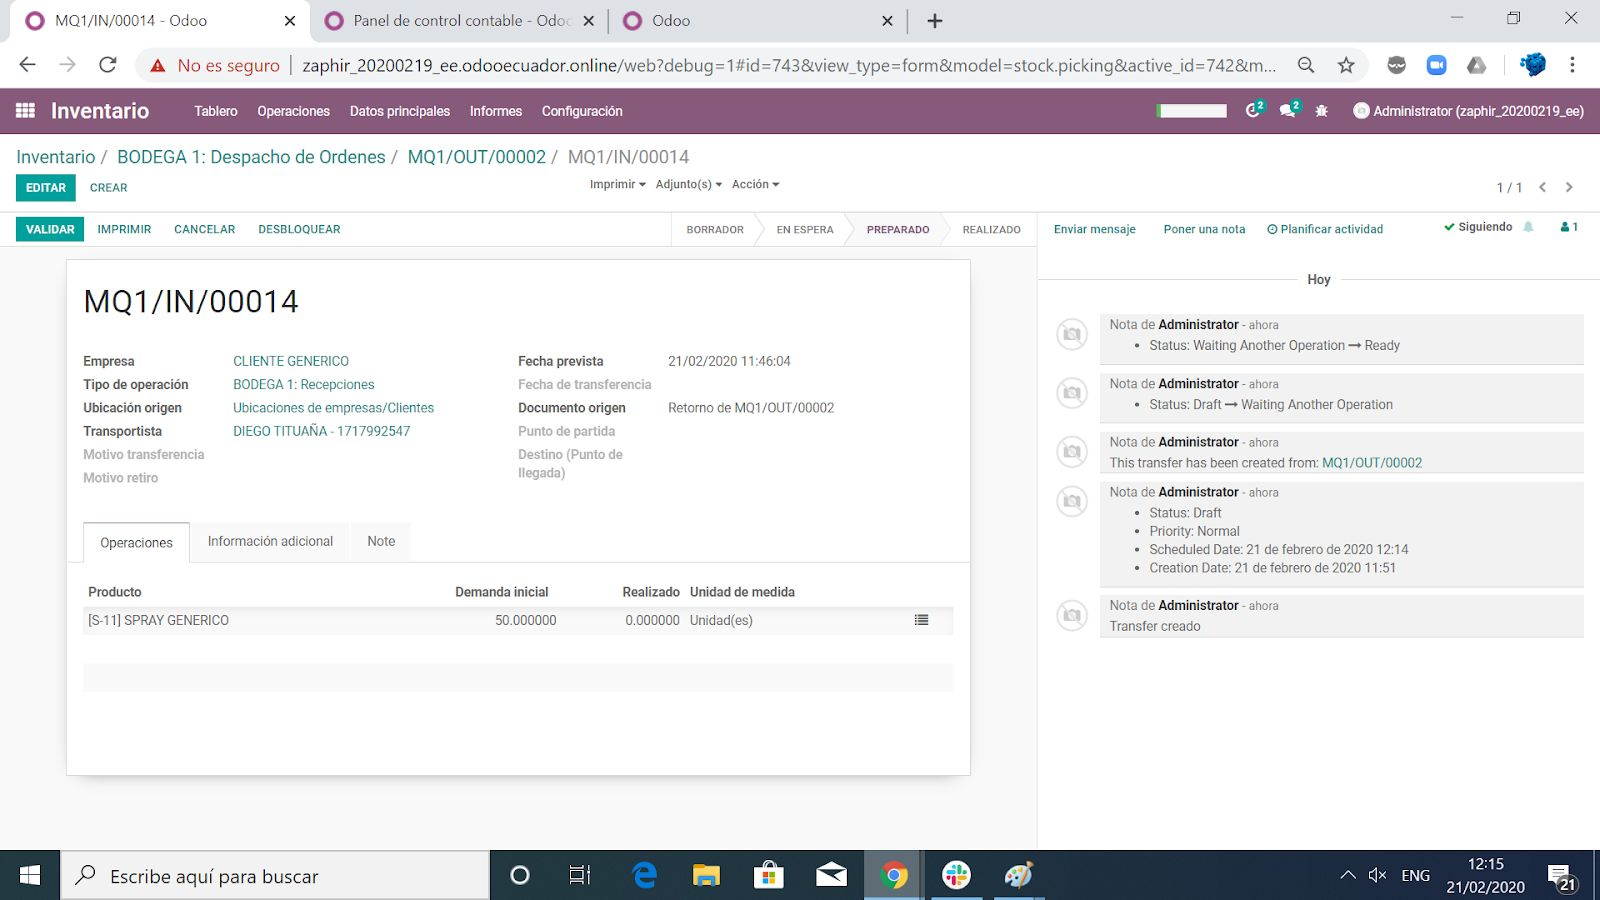 MQ1/IN/00014 - Odoo
Panel de control contable - Odoo
Odoo
No es seguro
zaphir_20200219_ee.odooecuador.online/web?debug=1#id=743&view_type=form&model=stock.picking&active_id=742&m...
Inventario
Tablero
Operaciones
Datos principales
Informes
Configuración
2
2
Administrator (zaphir_20200219_ee)
Inventario / BODEGA 1: Despacho de Ordenes / MQ1/OUT/00002 / MQ1/IN/00014
EDITAR
CREAR
Imprimir
Adjunto(s)
Acción
1 / 1
VALIDAR
IMPRIMIR
CANCELAR
DESBLOQUEAR
BORRADOR
EN ESPERA
PREPARADO
REALIZADO
Enviar mensaje
Poner una nota
Planificar actividad
Siguiendo
1
MQ1/IN/00014
Empresa CLIENTE GENERICO
Tipo de operación BODEGA 1: Recepciones
Ubicación origen Ubicaciones de empresas/Clientes
Transportista DIEGO TITUAÑA - 1717992547
Motivo transferencia
Motivo retiro
Fecha prevista 21/02/2020 11:46:04
Fecha de transferencia
Documento origen Retorno de MQ1/OUT/00002
Punto de partida
Destino (Punto de
llegada)
Operaciones
Información adicional
Note
Producto Demanda inicial Realizado Unidad de medida
[S-11] SPRAY GENERICO 50.000000 0.000000 Unidad(es)
Hoy
Nota de Administrator - ahora
• Status: Waiting Another Operation → Ready
Nota de Administrator - ahora
• Status: Draft → Waiting Another Operation
Nota de Administrator - ahora
This transfer has been created from: MQ1/OUT/00002
Nota de Administrator - ahora
• Status: Draft
• Priority: Normal
• Scheduled Date: 21 de febrero de 2020 12:14
• Creation Date: 21 de febrero de 2020 11:51
Nota de Administrator - ahora
Transfer creado
Escribe aquí para buscar
ENG
12:15
21/02/2020
21